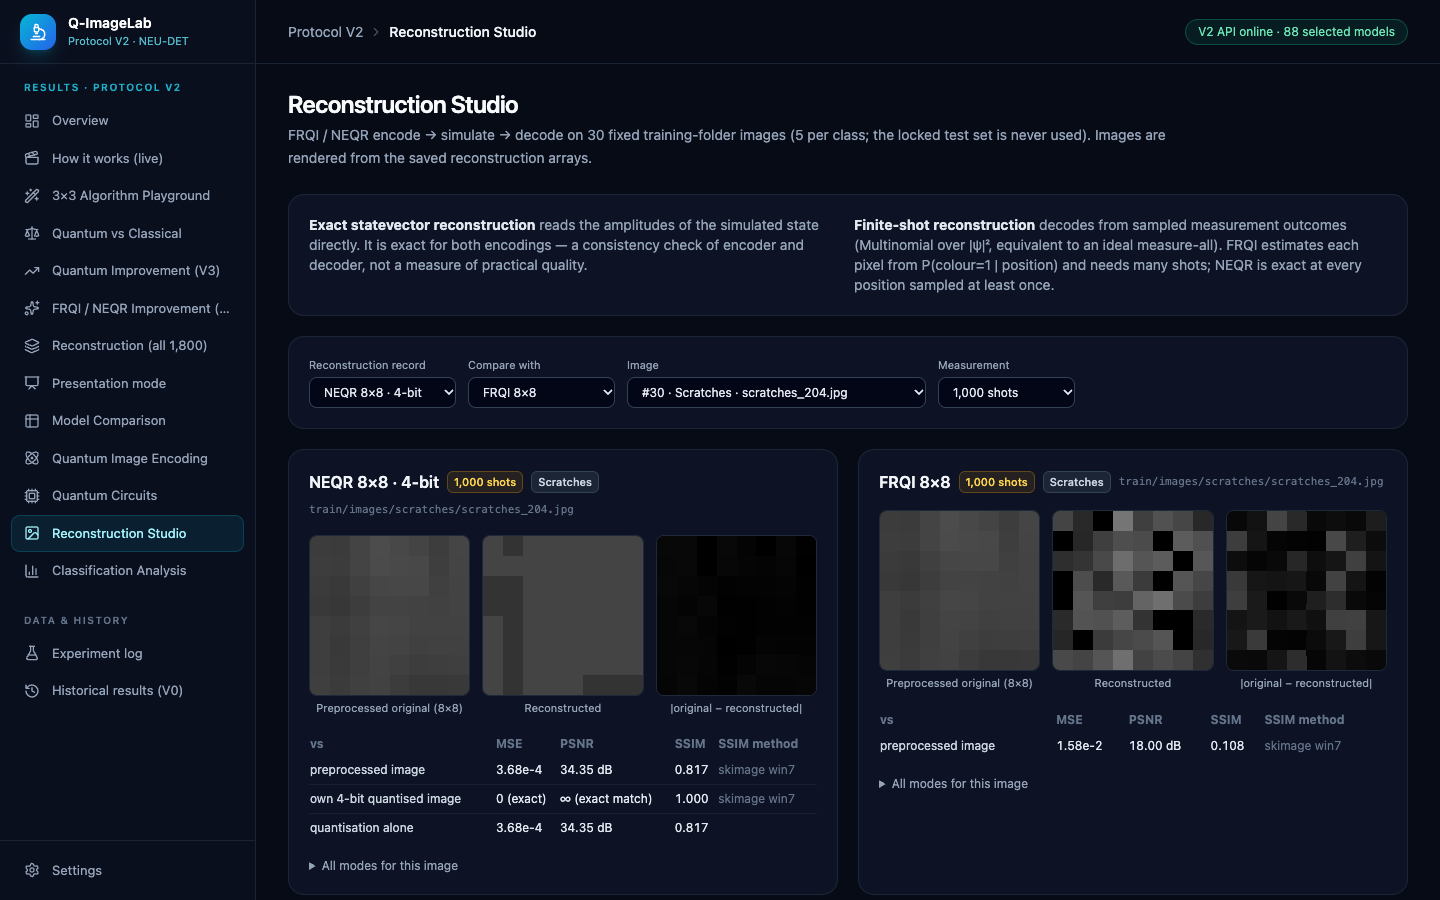 Q-ImageLab
Protocol V2 · NEU-DET
RESULTS · PROTOCOL V2
Overview
How it works (live)
3×3 Algorithm Playground
Quantum vs Classical
Quantum Improvement (V3)
FRQI / NEQR Improvement (...
Reconstruction (all 1,800)
Presentation mode
Model Comparison
Quantum Image Encoding
Quantum Circuits
Reconstruction Studio
Classification Analysis
DATA & HISTORY
Experiment log
Historical results (V0)
Settings
Protocol V2 > Reconstruction Studio
V2 API online · 88 selected models
Reconstruction Studio
FRQI / NEQR encode → simulate → decode on 30 fixed training-folder images (5 per class; the locked test set is never used). Images are
rendered from the saved reconstruction arrays.
Exact statevector reconstruction reads the amplitudes of the simulated state
directly. It is exact for both encodings — a consistency check of encoder and
decoder, not a measure of practical quality.
Finite-shot reconstruction decodes from sampled measurement outcomes
(Multinomial over |ψ|², equivalent to an ideal measure-all). FRQI estimates each
pixel from P(colour=1 | position) and needs many shots; NEQR is exact at every
position sampled at least once.
Reconstruction record
NEQR 8×8 · 4-bit
Compare with
FRQI 8×8
Image
#30 · Scratches · scratches_204.jpg
Measurement
1,000 shots
NEQR 8×8 · 4-bit 1,000 shots Scratches
train/images/scratches/scratches_204.jpg
Preprocessed original (8×8) Reconstructed |original − reconstructed|
vs MSE PSNR SSIM SSIM method
preprocessed image 3.68e-4 34.35 dB 0.817 skimage win7
own 4-bit quantised image 0 (exact) ∞ (exact match) 1.000 skimage win7
quantisation alone 3.68e-4 34.35 dB 0.817
▶ All modes for this image
FRQI 8×8 1,000 shots Scratches train/images/scratches/scratches_204.jpg
Preprocessed original (8×8) Reconstructed |original − reconstructed|
vs MSE PSNR SSIM SSIM method
preprocessed image 1.58e-2 18.00 dB 0.108 skimage win7
▶ All modes for this image